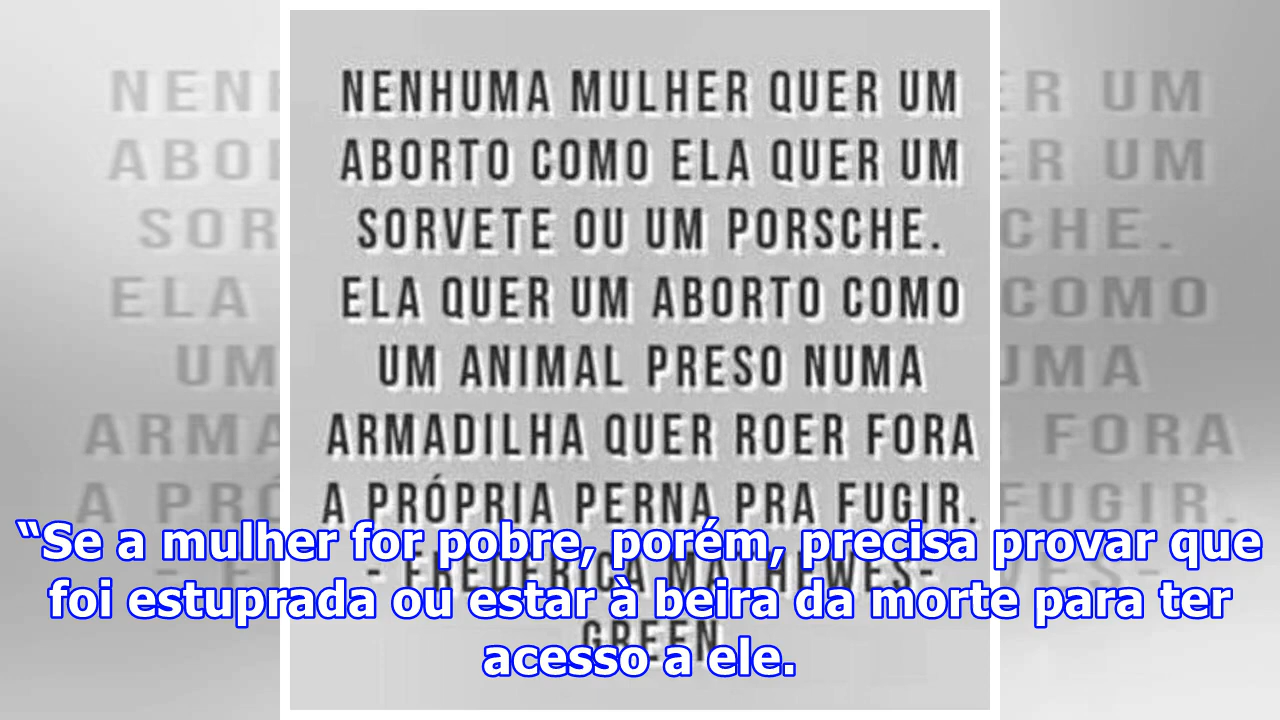 NENHUMA MULHER QUER UM
ABORTO COMO ELA QUER UM
SORVETE OU UM PORSCHE.
ELA QUER UM ABORTO COMO
UM ANIMAL PRESO NUMA
ARMADILHA QUER ROER FORA
A PRÓPRIA PERNA PRA FUGIR.
- FREDERICA MATHEWES-
GREEN
“Se a mulher for pobre, porém, precisa provar que
foi estuprada ou estar à beira da morte para ter
acesso a ele.